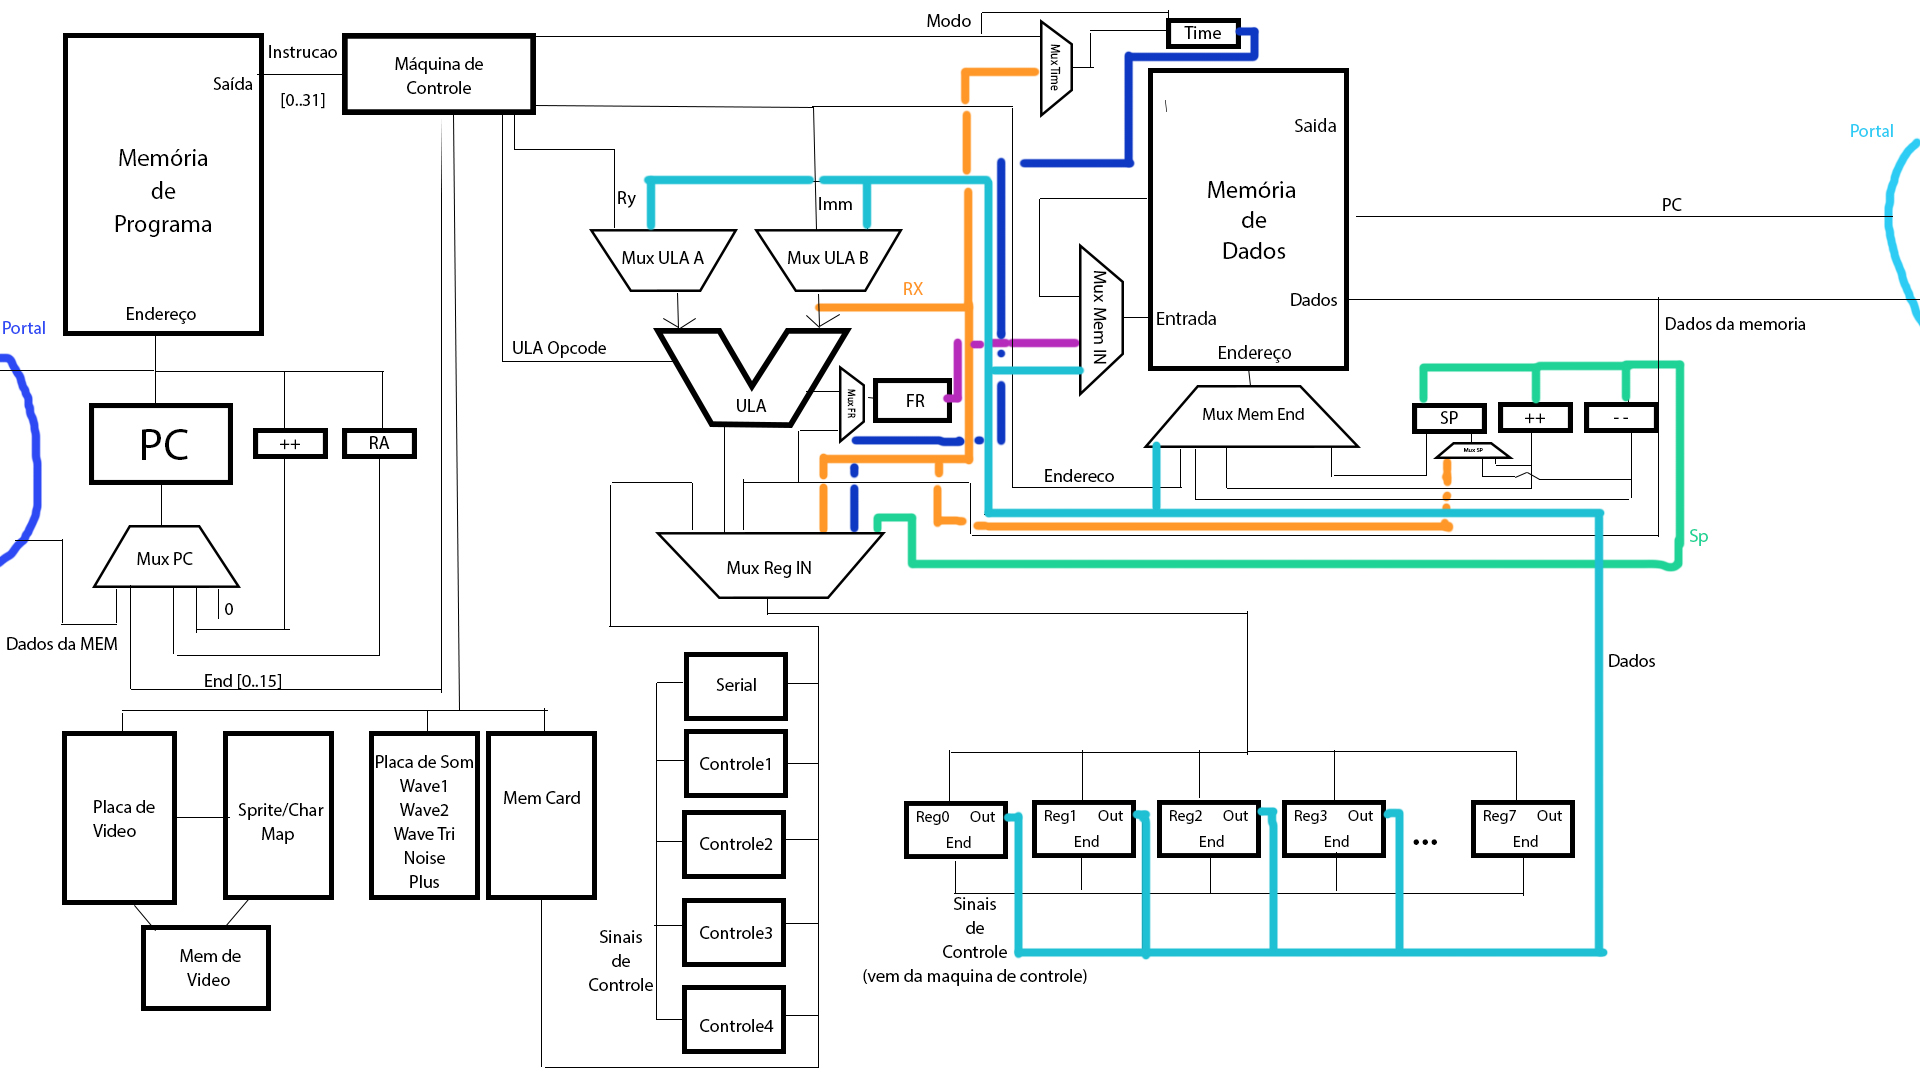 Modo
Time
Instrucao
Saída
[0..31]
Máquina de
Controle
Mux Time
Saida
Portal
Memória
de
Programa
Memória
de
Dados
Ry
Imm
PC
Mux ULA A
Mux ULA B
RX
Mux Mem IN
Endereço
Dados
Entrada
Portal
Dados da memoria
ULA Opcode
Endereço
ULA
Mux FR
FR
Mux Mem End
SP
++
--
PC
++
RA
Mux SP
Endereco
Sp
Mux PC
Mux Reg IN
0
Dados da MEM
End [0..15]
Dados
Serial
Placa de
Video
Sprite/Char
Map
Placa de Som
Wave1
Wave2
Wave Tri
Noise
Plus
Mem Card
Controle1
Controle2
Controle3
Controle4
Reg0 Out
End
Reg1 Out
End
Reg2 Out
End
Reg3 Out
End
...
Reg7 Out
End
Mem de
Video
Sinais
de
Controle
Sinais
de
Controle
(vem da maquina de controle)